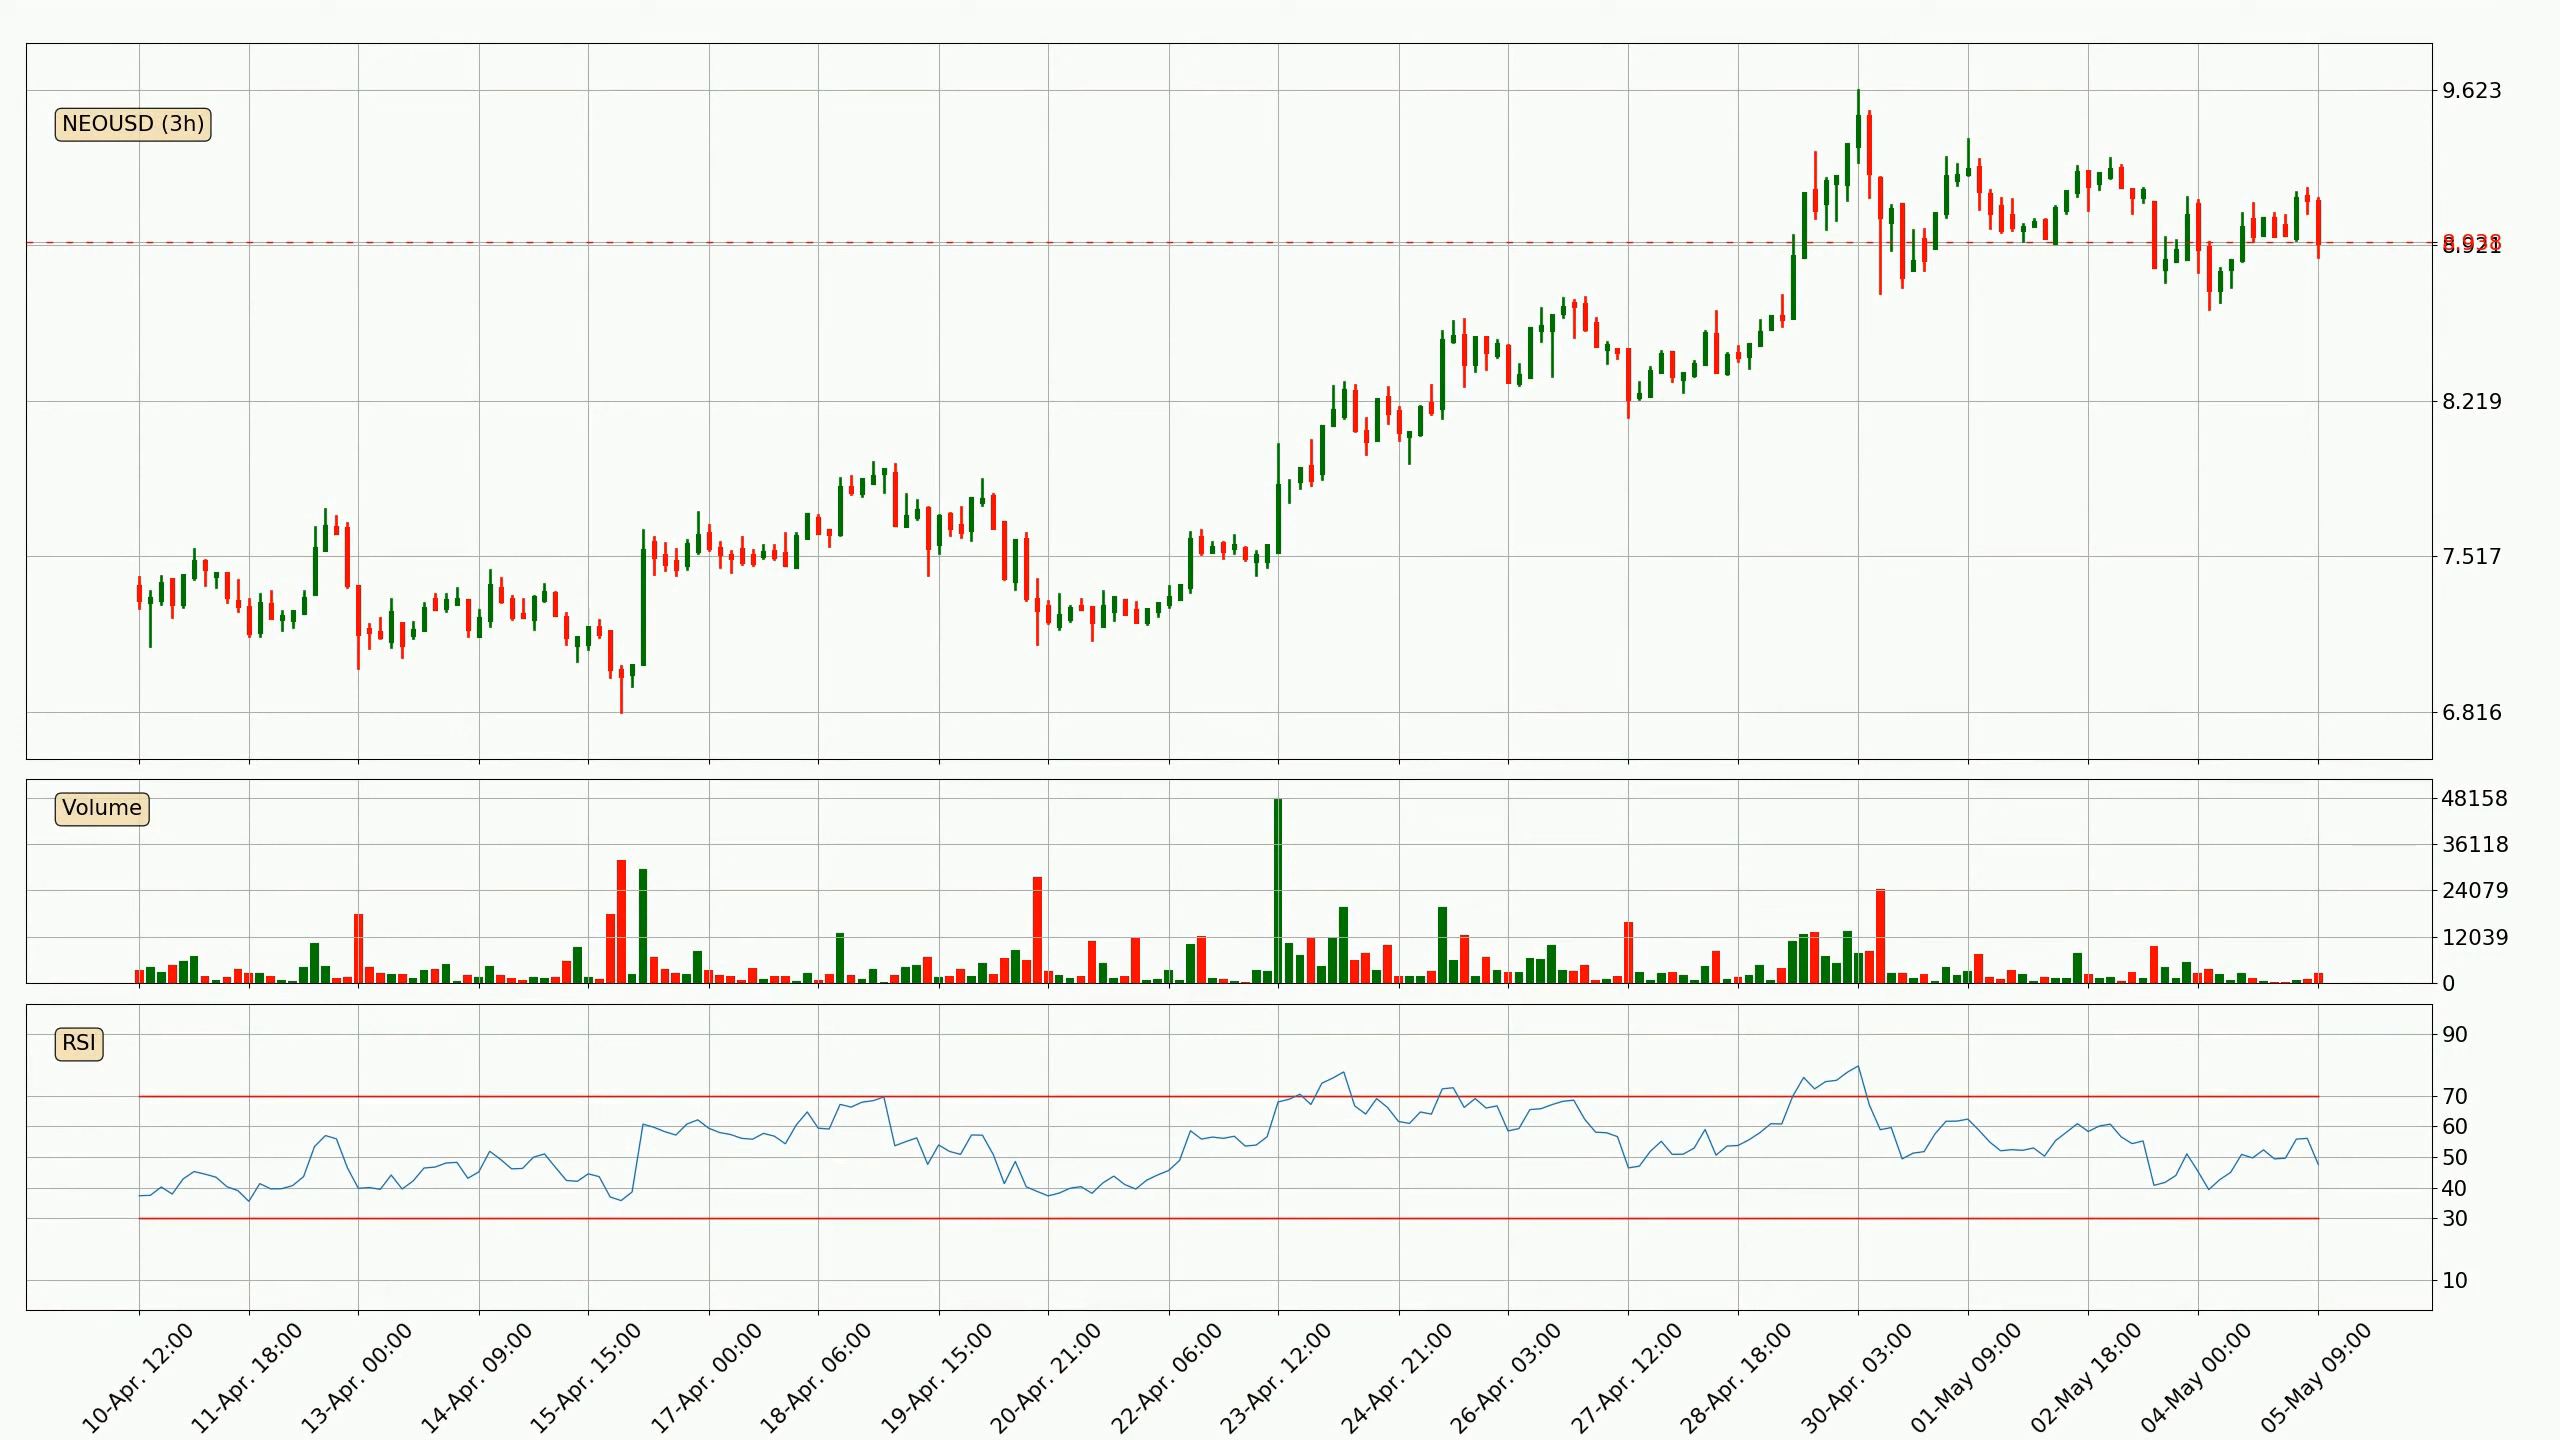 NEOUSD (3h)
9.623
8.938
8.921
8.219
7.517
6.816
Volume
48158
36118
24079
12039
0
RSI
90
70
60
50
40
30
10
10-Apr. 12:00
11-Apr. 18:00
13-Apr. 00:00
14-Apr. 09:00
15-Apr. 15:00
17-Apr. 00:00
18-Apr. 06:00
19-Apr. 15:00
20-Apr. 21:00
22-Apr. 06:00
23-Apr. 12:00
24-Apr. 21:00
26-Apr. 03:00
27-Apr. 12:00
28-Apr. 18:00
30-Apr. 03:00
01-May 09:00
02-May 18:00
04-May 00:00
05-May 09:00